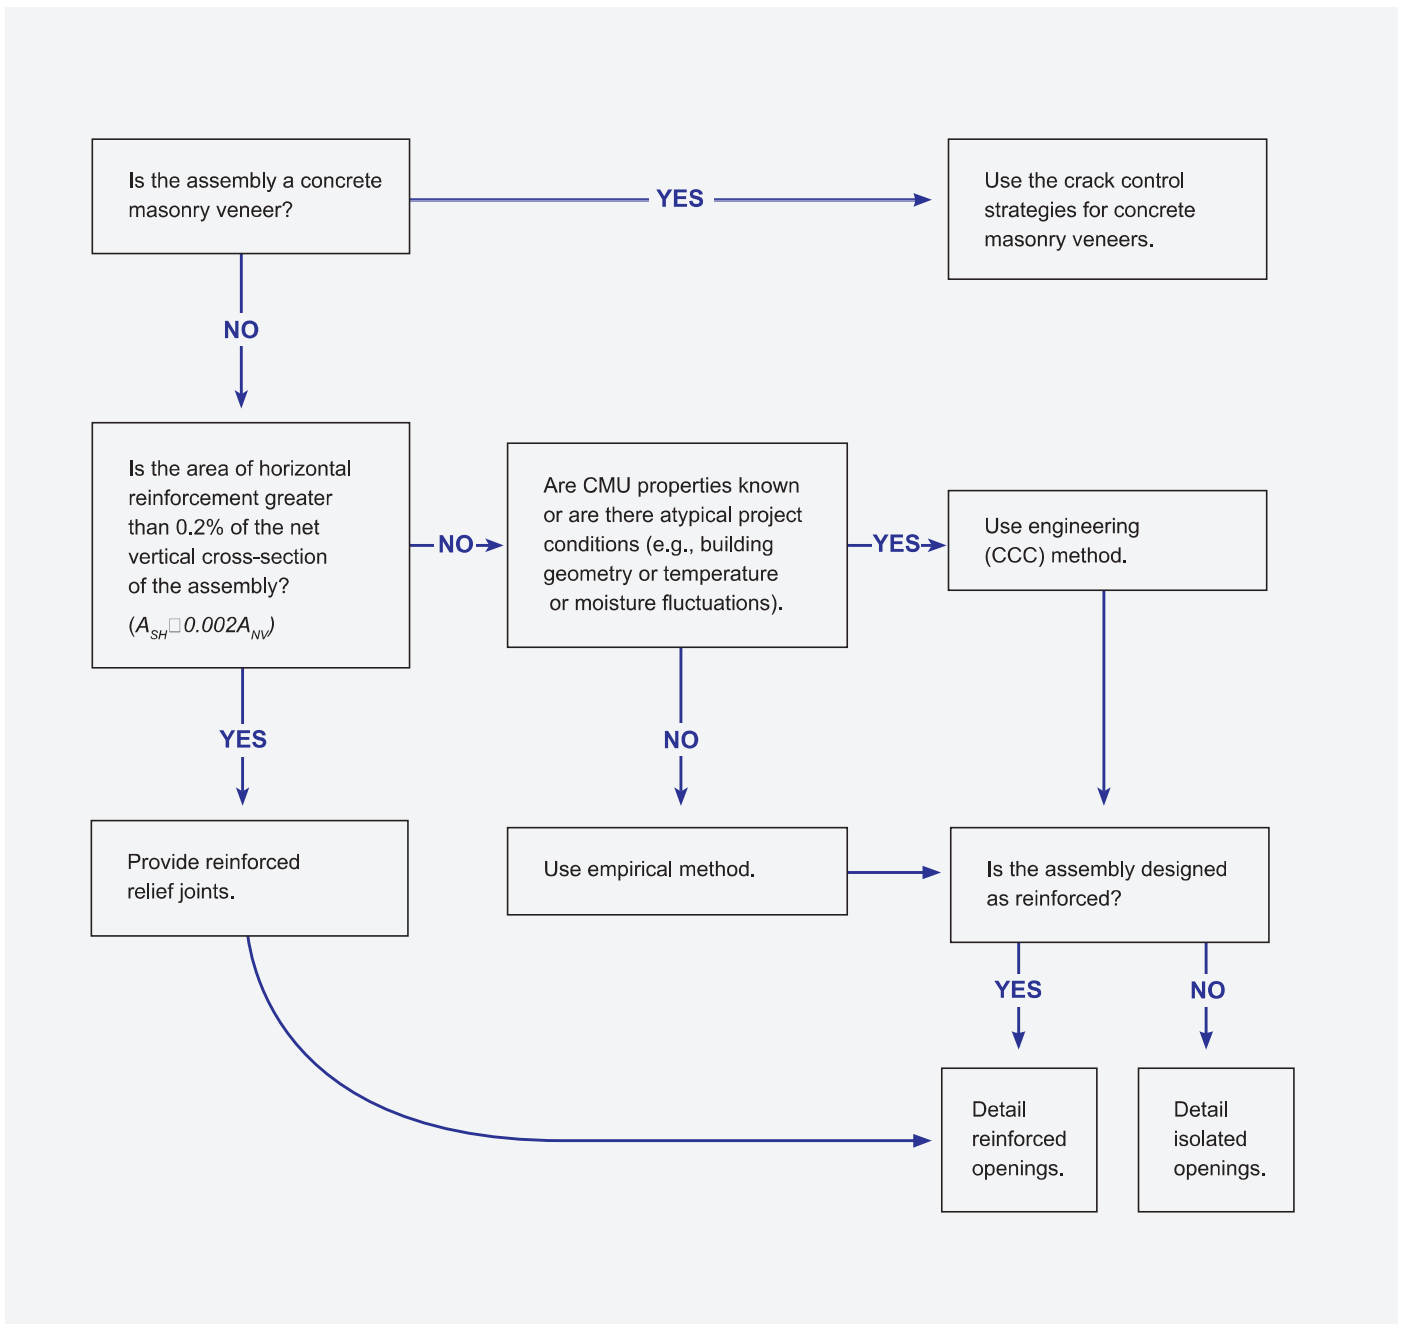 Is the assembly a concrete
masonry veneer?
YES
Use the crack control
strategies for concrete
masonry veneers.
NO
Is the area of horizontal
reinforcement greater
than 0.2% of the net
vertical cross-section
of the assembly?
(A_SH□0.002A_NV)
NO
Are CMU properties known
or are there atypical project
conditions (e.g., building
geometry or temperature
or moisture fluctuations).
YES
Use engineering
(CCC) method.
YES
NO
Provide reinforced
relief joints.
Use empirical method.
Is the assembly designed
as reinforced?
YES
NO
Detail
reinforced
openings.
Detail
isolated
openings.